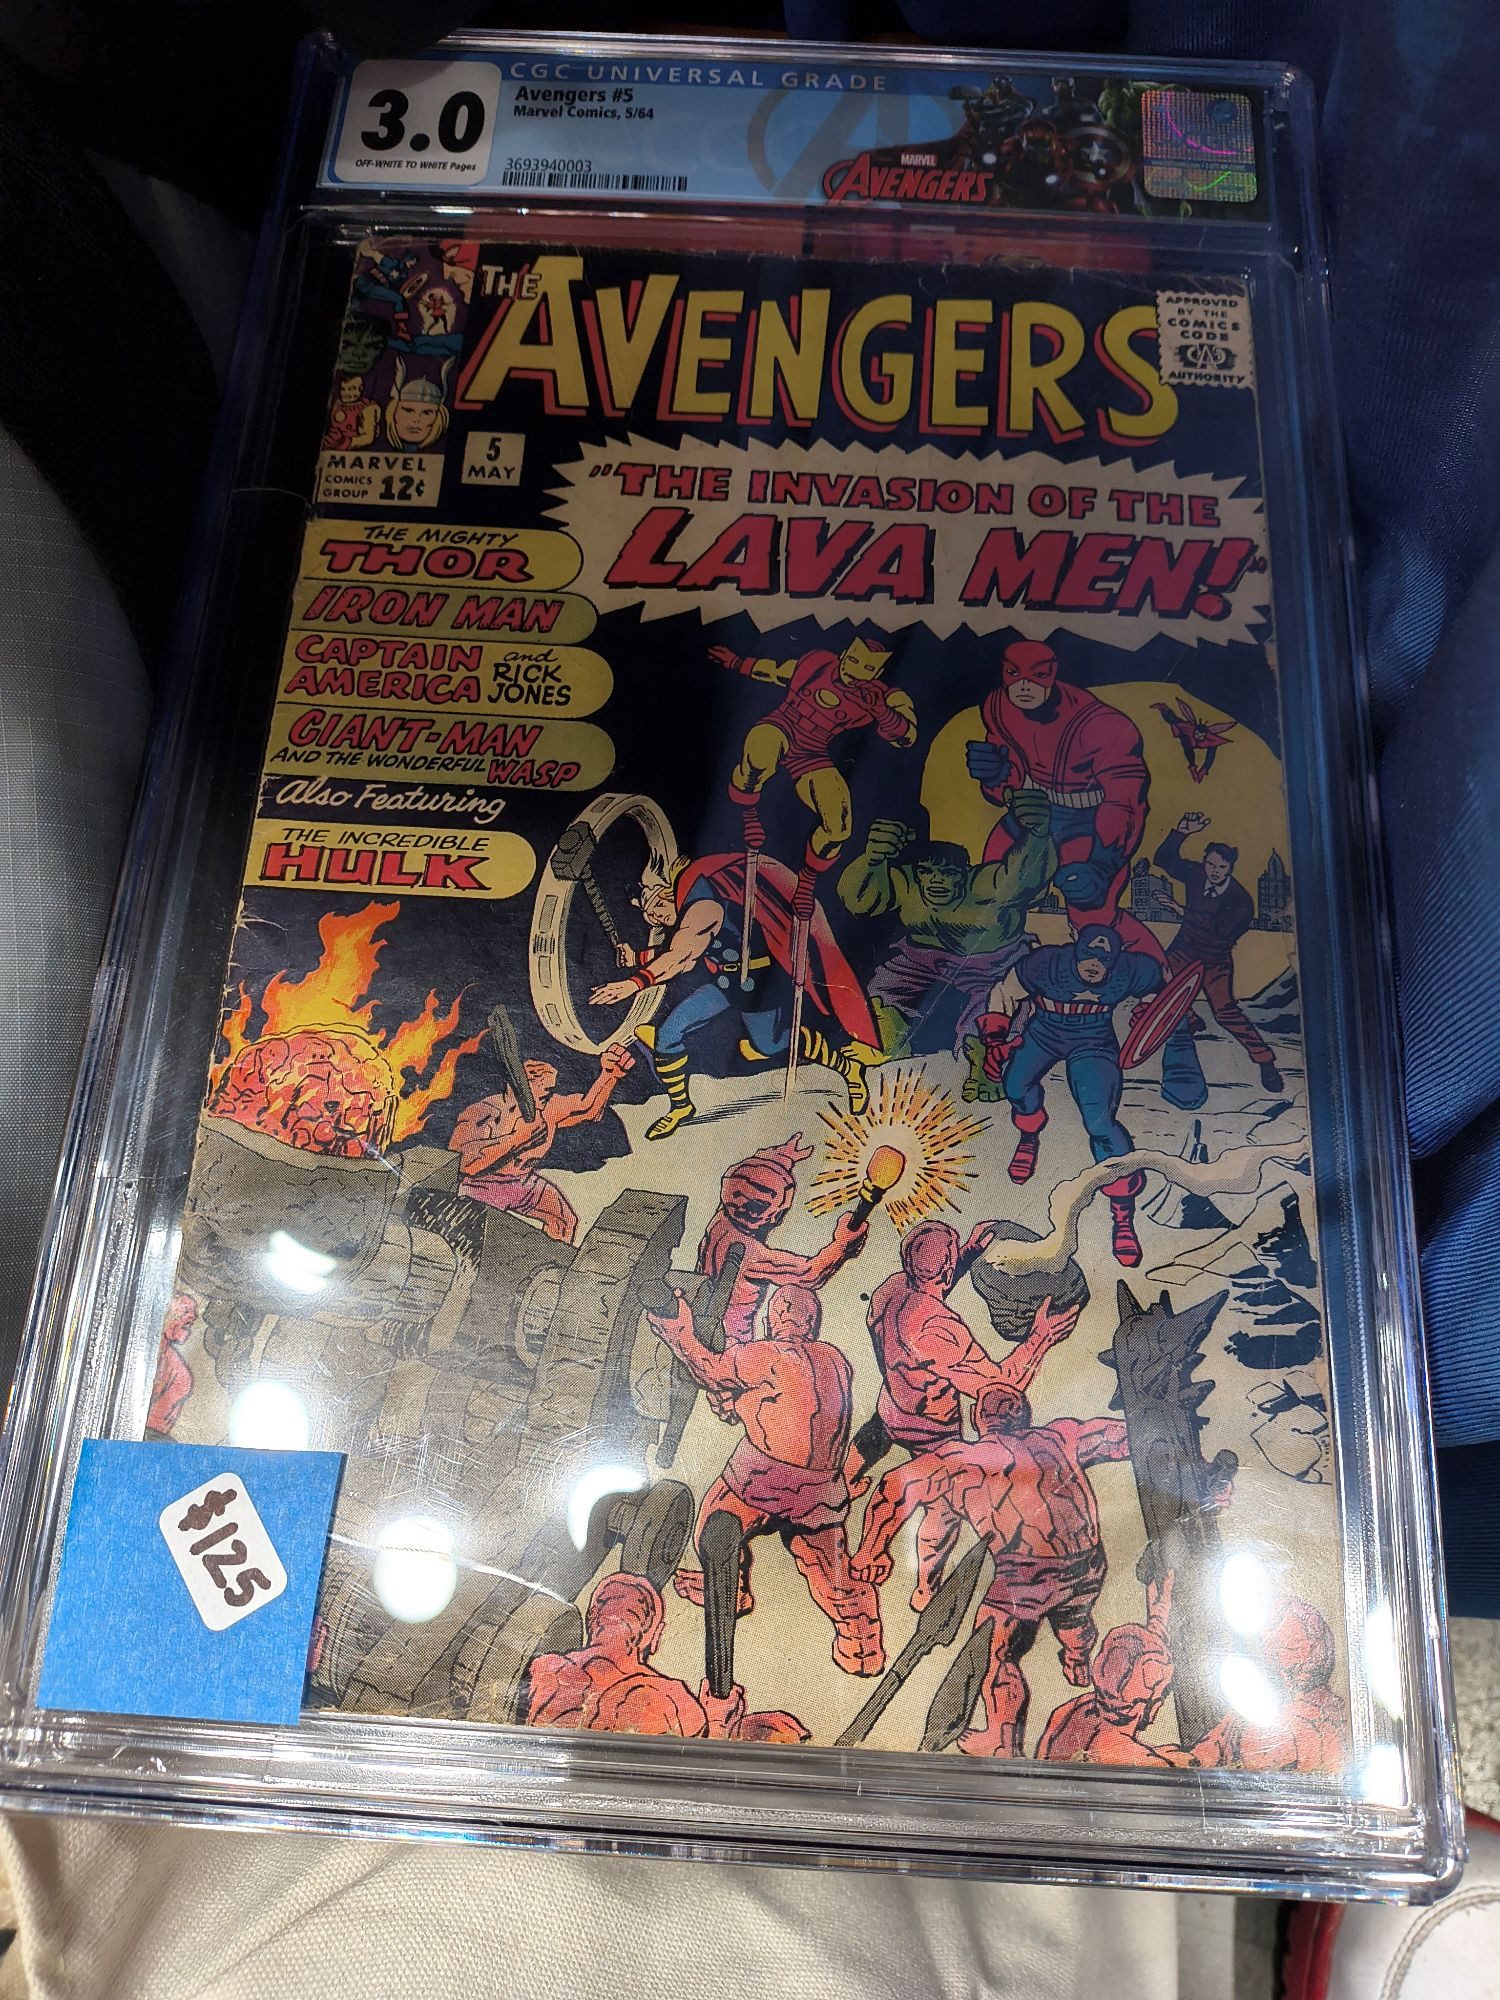 CGC UNIVERSAL GRADE
3.0
OFF-WHITE TO WHITE Pages
Avengers #5
Marvel Comics, 5/64
3693940003
MARVEL
AVENGERS
THE AVENGERS
APPROVED
BY THE
COMICS
CODE
CA
AUTHORITY
MARVEL
COMICS
GROUP 12¢
5
MAY
"THE INVASION OF THE
LAVA MEN!"
THE MIGHTY
THOR
IRON MAN
CAPTAIN
AMERICA and
RICK
JONES
GIANT-MAN
AND THE WONDERFUL WASP
Also Featuring
THE INCREDIBLE
HULK
A
$125